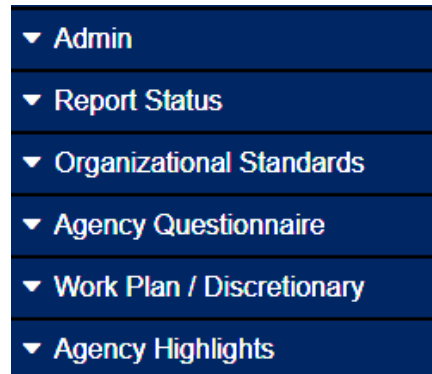 Admin
Report Status
Organizational Standards
Agency Questionnaire
Work Plan / Discretionary
Agency Highlights